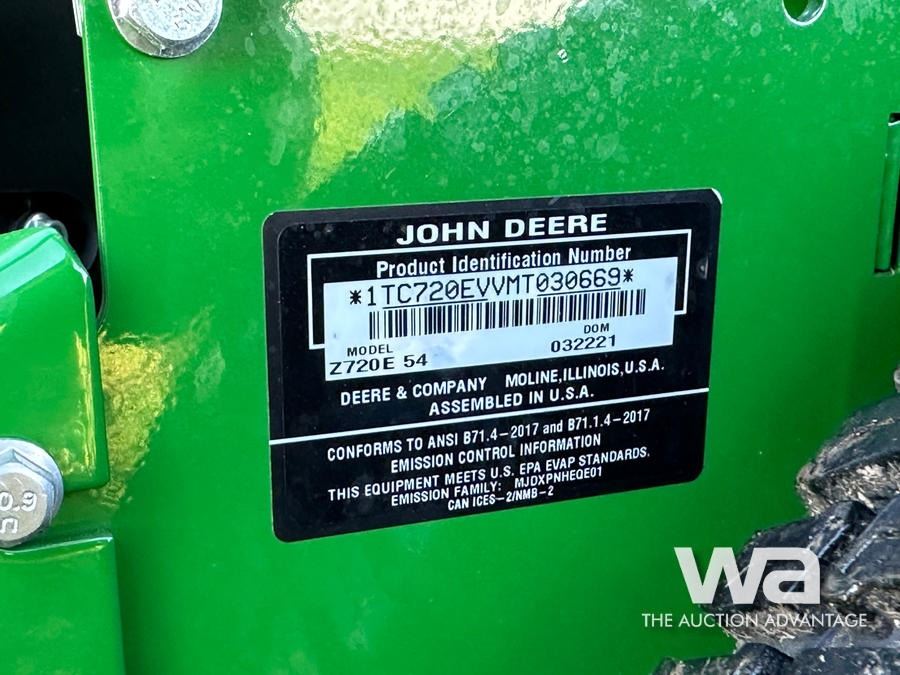 JOHN DEERE
Product Identification Number
*1TC720EVVMT030669*
MODEL DOM
Z720E 54 032221
DEERE & COMPANY MOLINE, ILLINOIS, U.S.A.
ASSEMBLED IN U.S.A.
CONFORMS TO ANSI B71.4-2017 and B71.1.4-2017
EMISSION CONTROL INFORMATION
THIS EQUIPMENT MEETS U.S. EPA EVAP STANDARDS.
EMISSION FAMILY: MJDXPNHEQE01
CAN ICES-2/NMB-2
wa
THE AUCTION ADVANTAGE